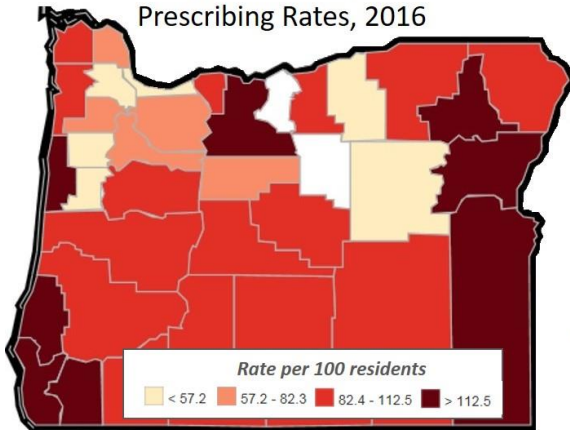 Prescribing Rates, 2016
Rate per 100 residents
< 57.2 57.2 - 82.3 82.4 - 112.5 > 112.5